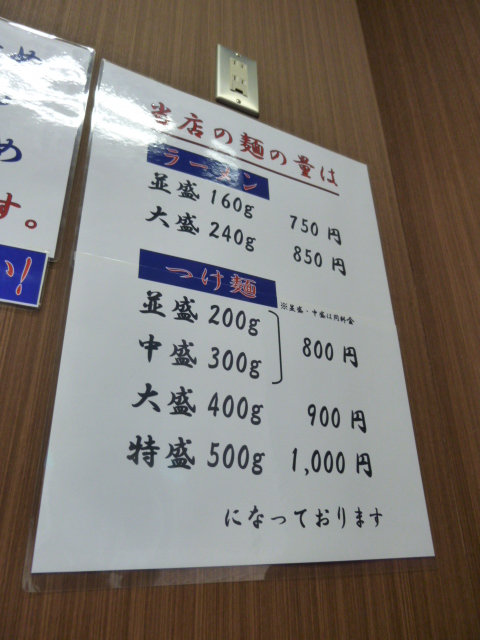 め
す。
い!
当店の麺の量は
ラーメン
並盛 160g 750円
大盛 240g 850円
つけ麺
※並盛・中盛は同料金
並盛 200g
中盛 300g 800円
大盛 400g 900円
特盛 500g 1,000円
になっております